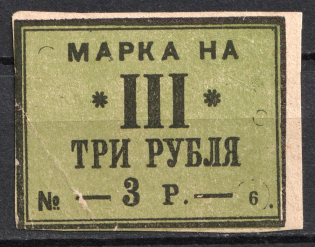 МАРКА НА
* III *
ТРИ РУБЛЯ
№ — 3 Р. — 6.